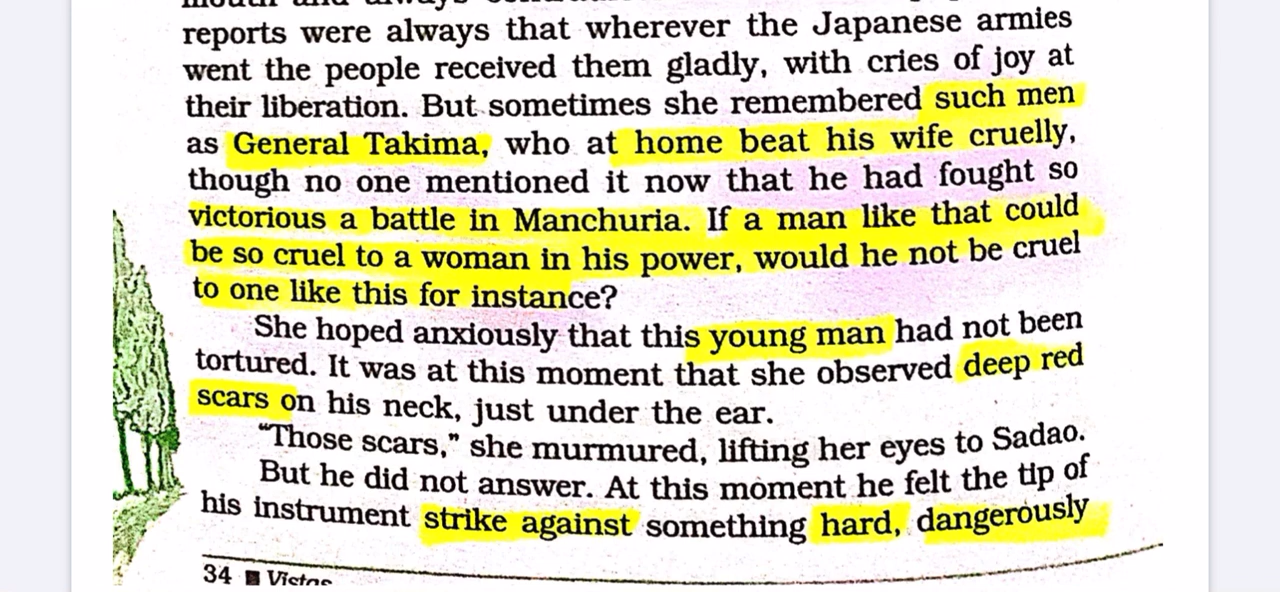 reports were always that wherever the Japanese armies
went the people received them gladly, with cries of joy at
their liberation. But sometimes she remembered such men
as General Takima, who at home beat his wife cruelly,
though no one mentioned it now that he had fought so
victorious a battle in Manchuria. If a man like that could
be so cruel to a woman in his power, would he not be cruel
to one like this for instance?
She hoped anxiously that this young man had not been
tortured. It was at this moment that she observed deep red
scars on his neck, just under the ear.
“Those scars,” she murmured, lifting her eyes to Sadao.
But he did not answer. At this moment he felt the tip of
his instrument strike against something hard, dangerously
34 ■ Vistas